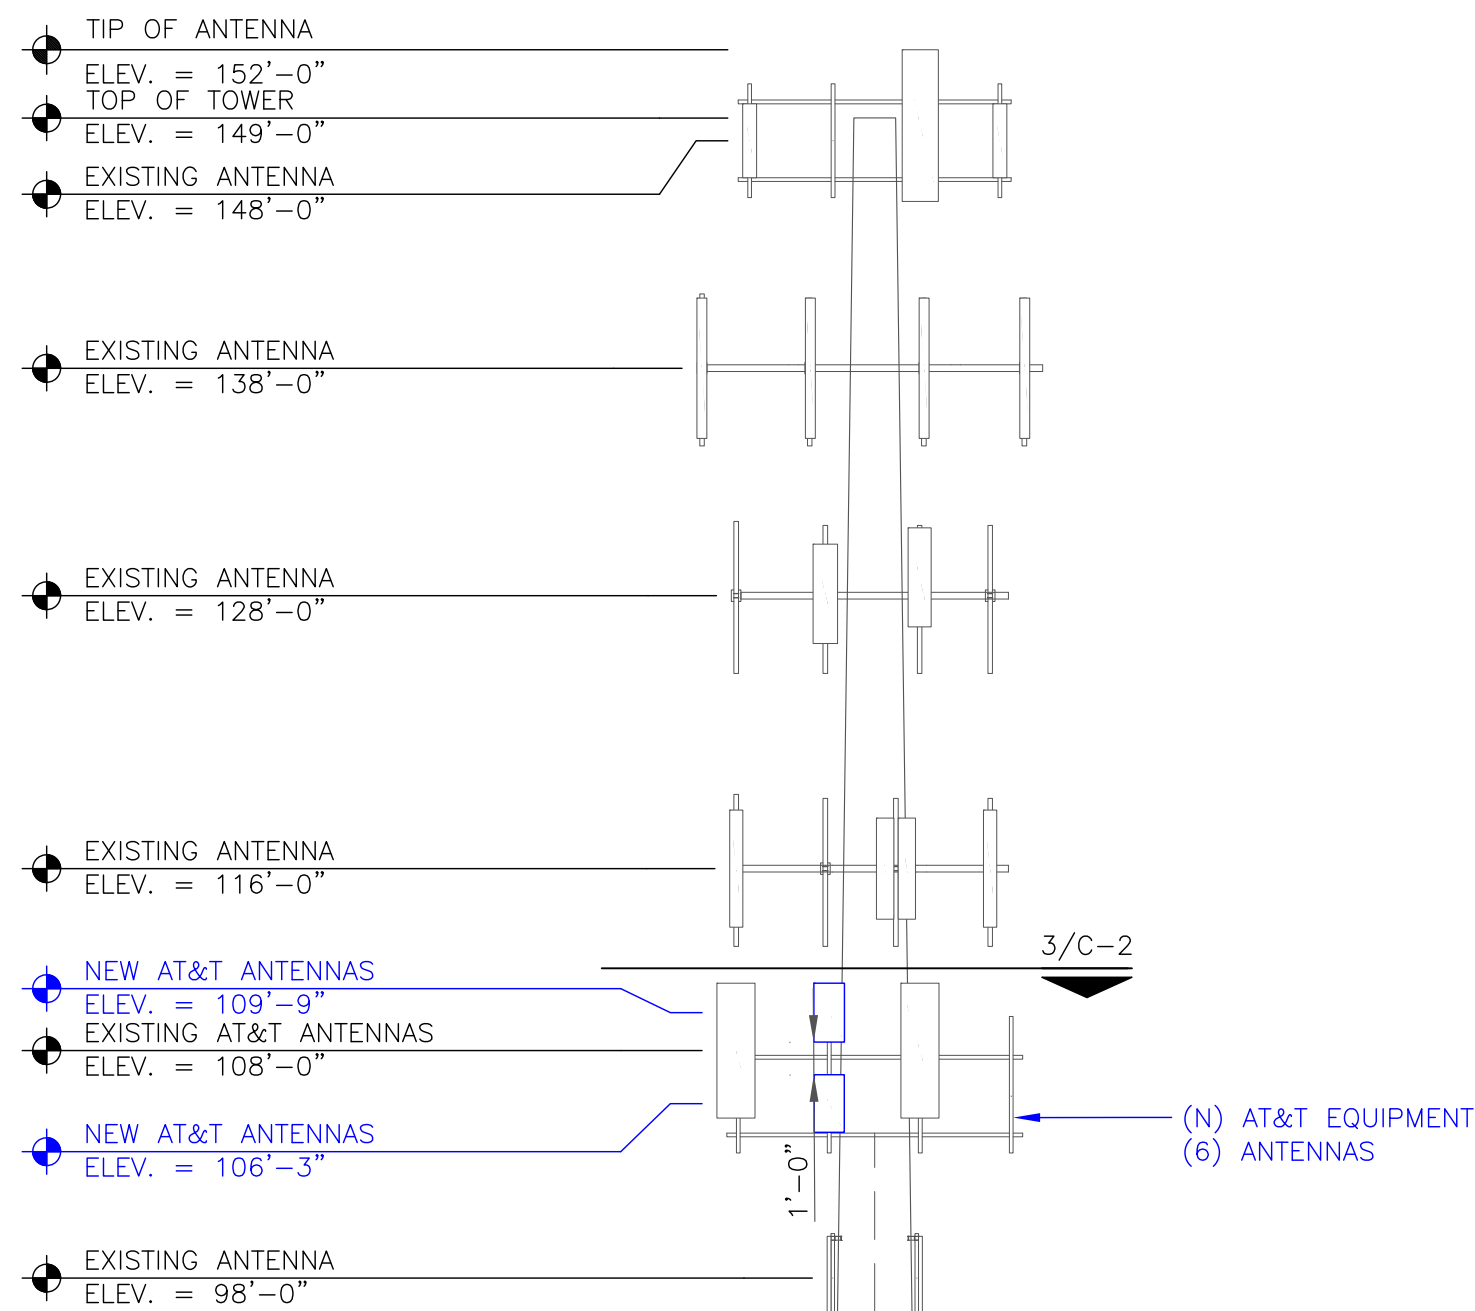 TIP OF ANTENNA
ELEV. = 152'-0"
TOP OF TOWER
ELEV. = 149'-0"
EXISTING ANTENNA
ELEV. = 148'-0"
EXISTING ANTENNA
ELEV. = 138'-0"
EXISTING ANTENNA
ELEV. = 128'-0"
EXISTING ANTENNA
ELEV. = 116'-0"
3/C-2
NEW AT&T ANTENNAS
ELEV. = 109'-9"
EXISTING AT&T ANTENNAS
ELEV. = 108'-0"
NEW AT&T ANTENNAS
ELEV. = 106'-3"
(N) AT&T EQUIPMENT
(6) ANTENNAS
1'-0"
EXISTING ANTENNA
ELEV. = 98'-0"